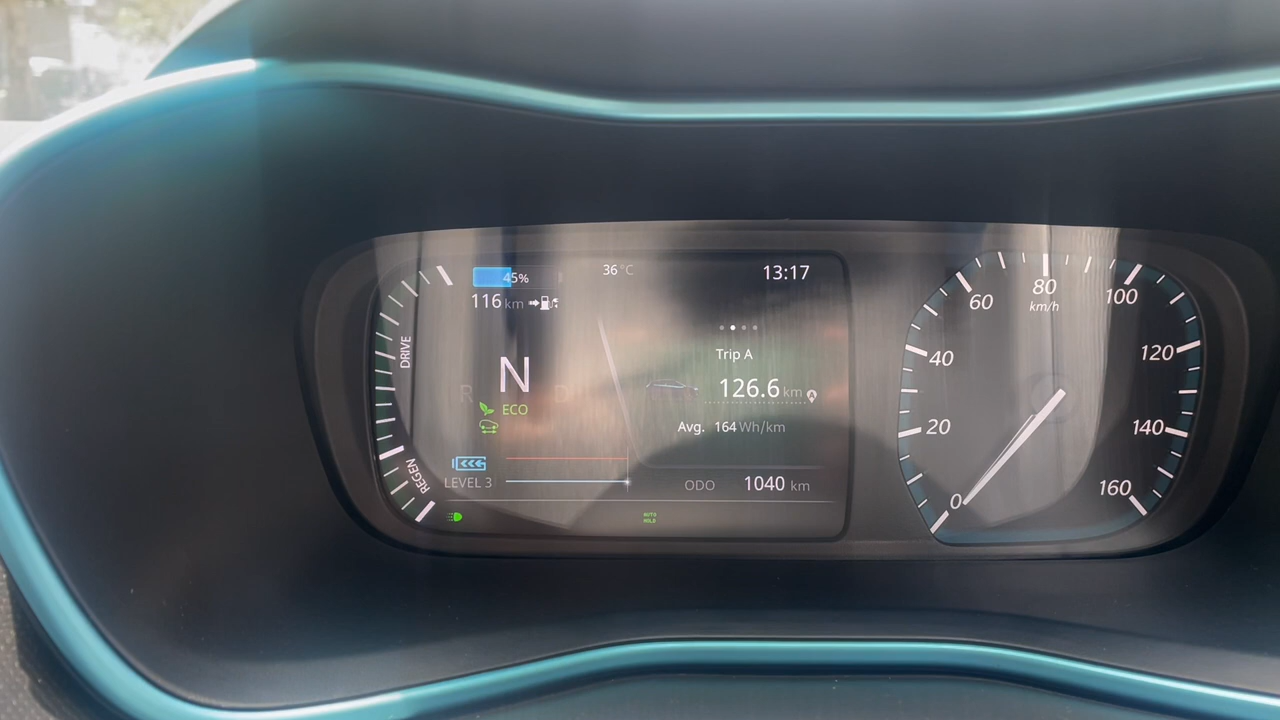 45%
36°C
13:17
116 km
DRIVE
R N D
ECO
Trip A
126.6 km
Avg. 164 Wh/km
REGEN
LEVEL 3
ODO 1040 km
AUTO
HOLD
0
20
40
60
80
km/h
100
120
140
160